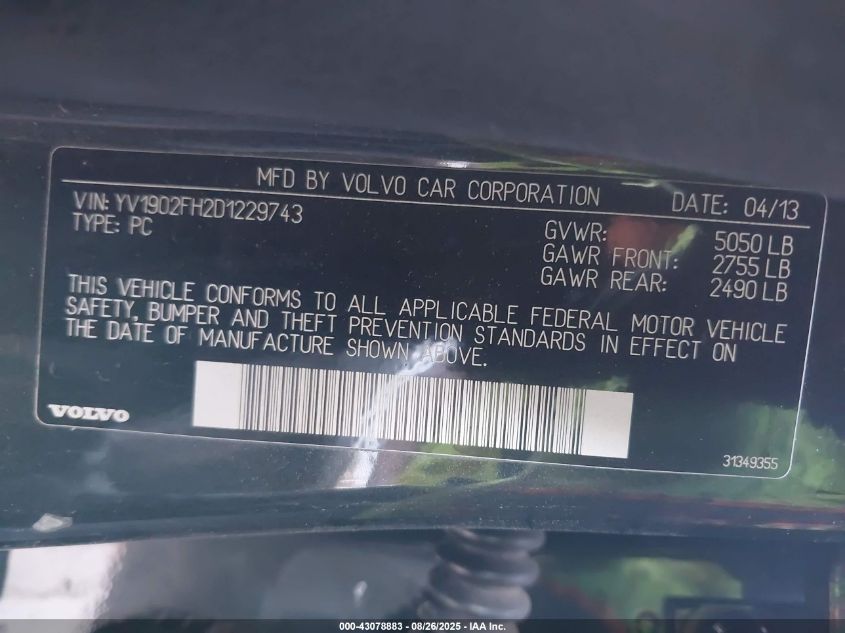 MFD BY VOLVO CAR CORPORATION
VIN: YV1902FH2D1229743
DATE: 04/13
TYPE: PC
GVWR: 5050 LB
GAWR FRONT: 2755 LB
GAWR REAR: 2490 LB
THIS VEHICLE CONFORMS TO ALL APPLICABLE FEDERAL MOTOR VEHICLE
SAFETY, BUMPER AND THEFT PREVENTION STANDARDS IN EFFECT ON
THE DATE OF MANUFACTURE SHOWN ABOVE.
VOLVO
31349355
000-43078883 - 08/26/2025 - IAA Inc.